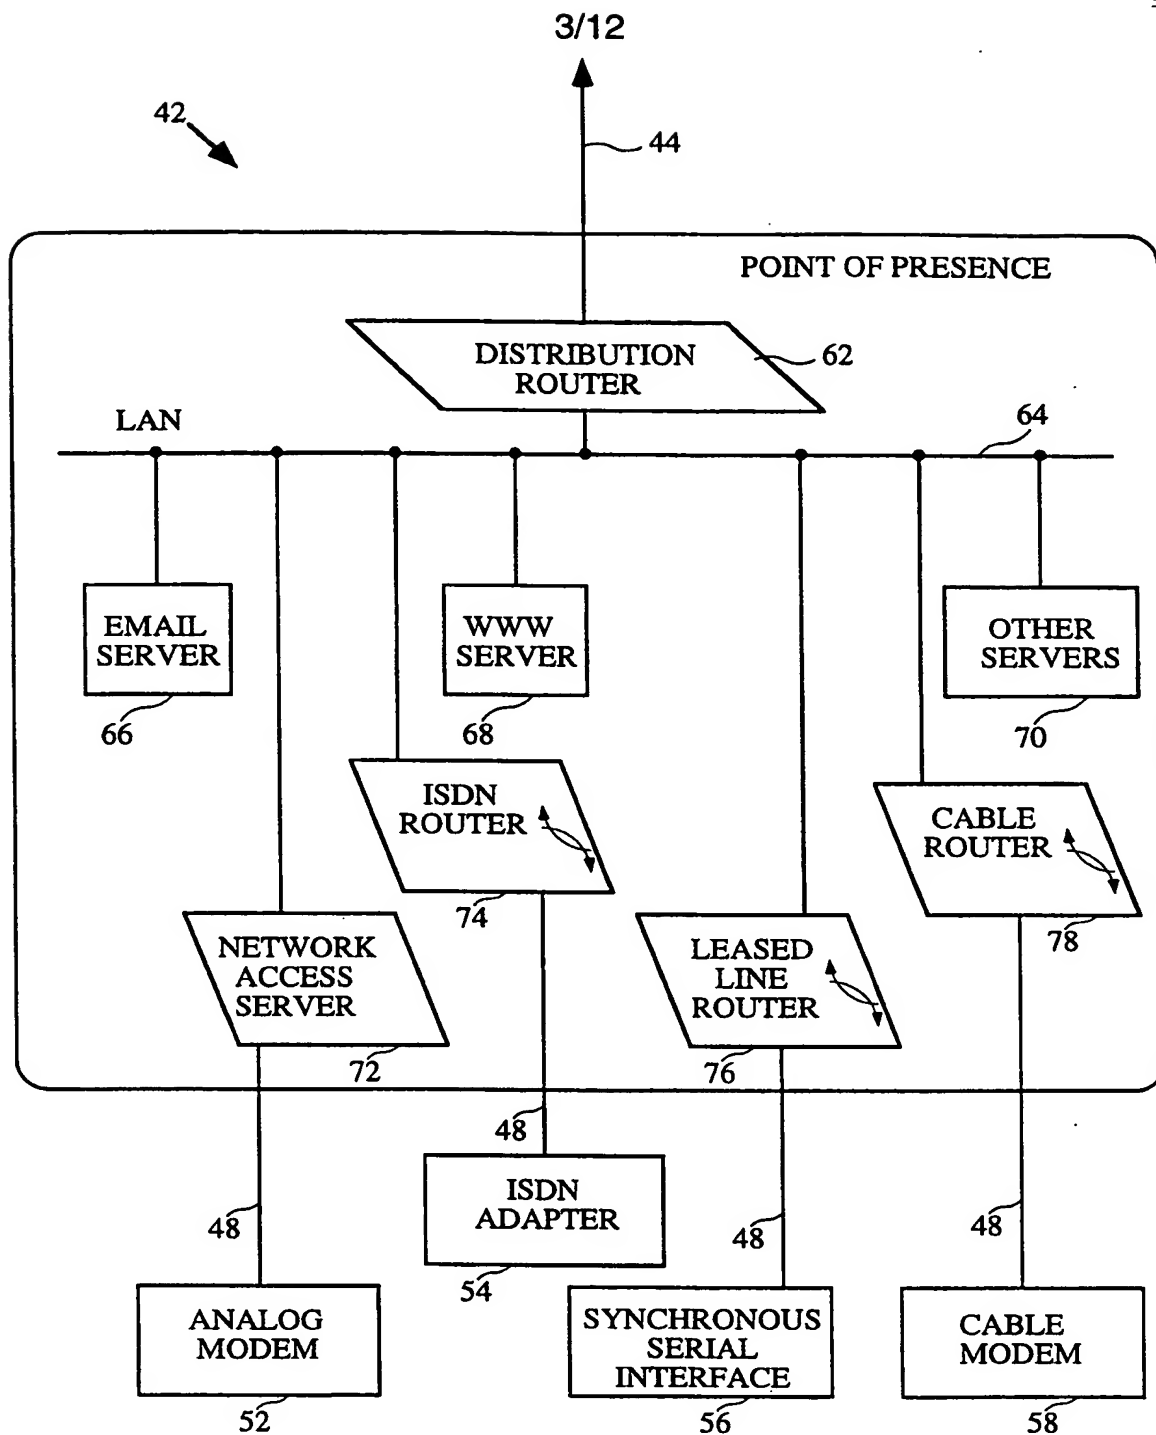 3/12
42
44
POINT OF PRESENCE
DISTRIBUTION
ROUTER
62
LAN
64
EMAIL
SERVER
66
WWW
SERVER
68
OTHER
SERVERS
70
ISDN
ROUTER
74
CABLE
ROUTER
78
NETWORK
ACCESS
SERVER
72
LEASED
LINE
ROUTER
76
48
ISDN
ADAPTER
54
48
48
48
ANALOG
MODEM
52
SYNCHRONOUS
SERIAL
INTERFACE
56
CABLE
MODEM
58